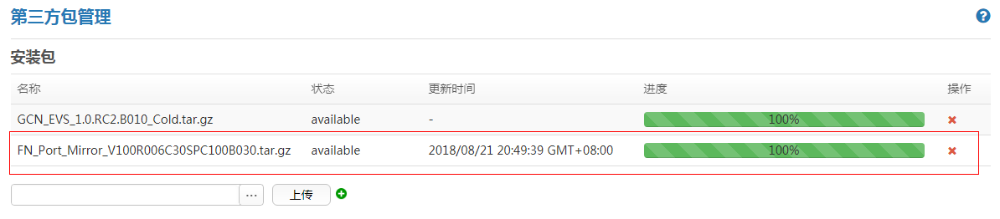 第三方包管理
安装包
名称 状态 更新时间 进度 操作
GCN_EVS_1.0.RC2.B010_Cold.tar.gz available - 100%
FN_Port_Mirror_V100R006C30SPC100B030.tar.gz available 2018/08/21 20:49:39 GMT+08:00 100%
... 上传